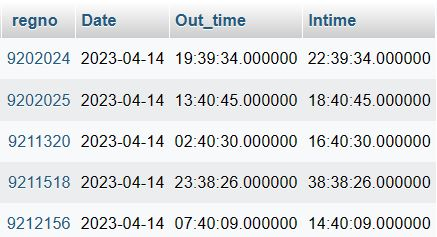 regno Date Out_time Intime
9202024 2023-04-14 19:39:34.000000 22:39:34.000000
9202025 2023-04-14 13:40:45.000000 18:40:45.000000
9211320 2023-04-14 02:40:30.000000 16:40:30.000000
9211518 2023-04-14 23:38:26.000000 38:38:26.000000
9212156 2023-04-14 07:40:09.000000 14:40:09.000000